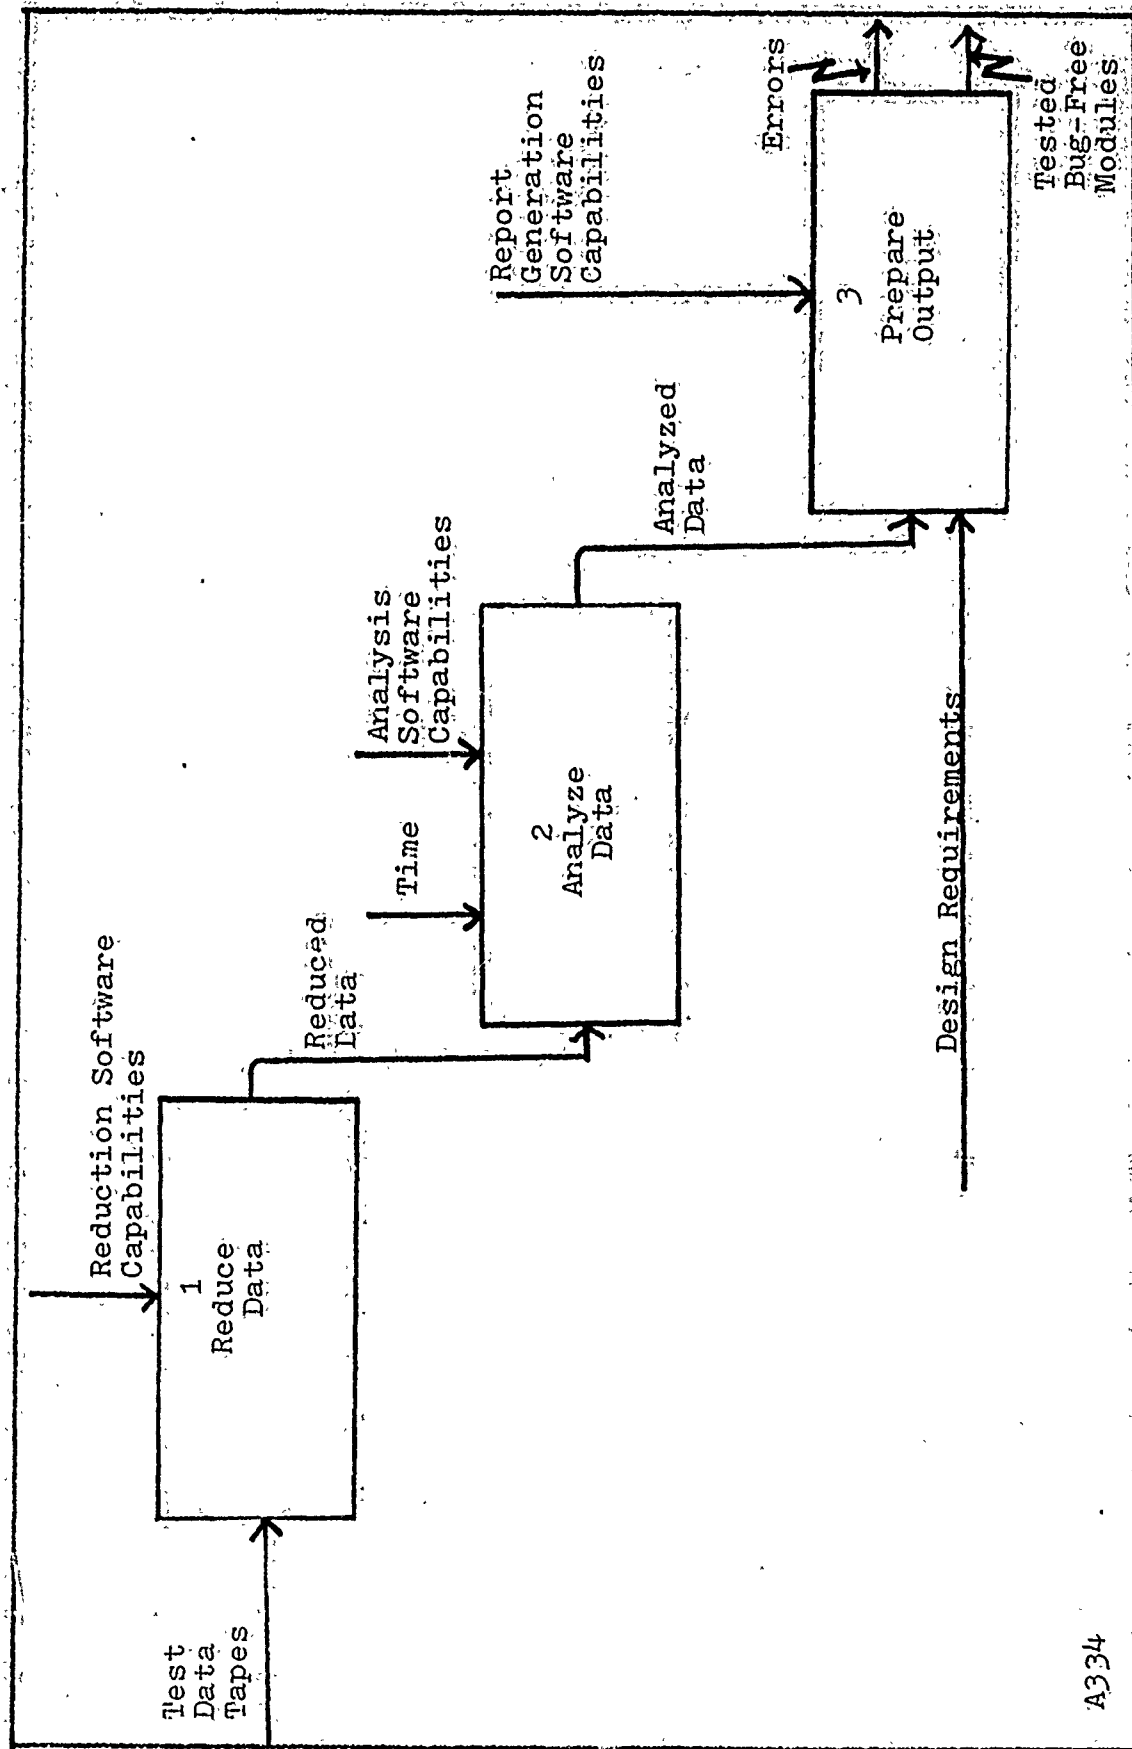 Reduction Software
Capabilities
Test
Data
Tapes
1
Reduce
Data
Reduced
Data
Time
Analysis
Software
Capabilities
2
Analyze
Data
Analyzed
Data
Report
Generation
Software
Capabilities
3
Prepare
Output
Errors
Tested
Bug-Free
Modules
Design Requirements
A334